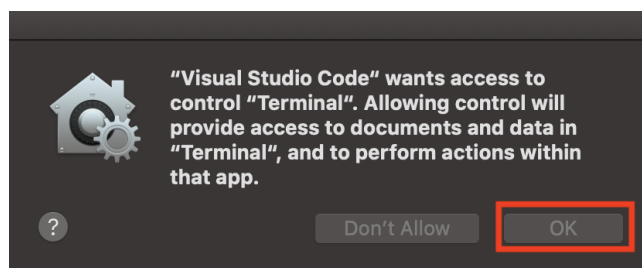 “Visual Studio Code“ wants access to
control “Terminal“. Allowing control will
provide access to documents and data in
“Terminal“, and to perform actions within
that app.
?
Don't Allow
OK